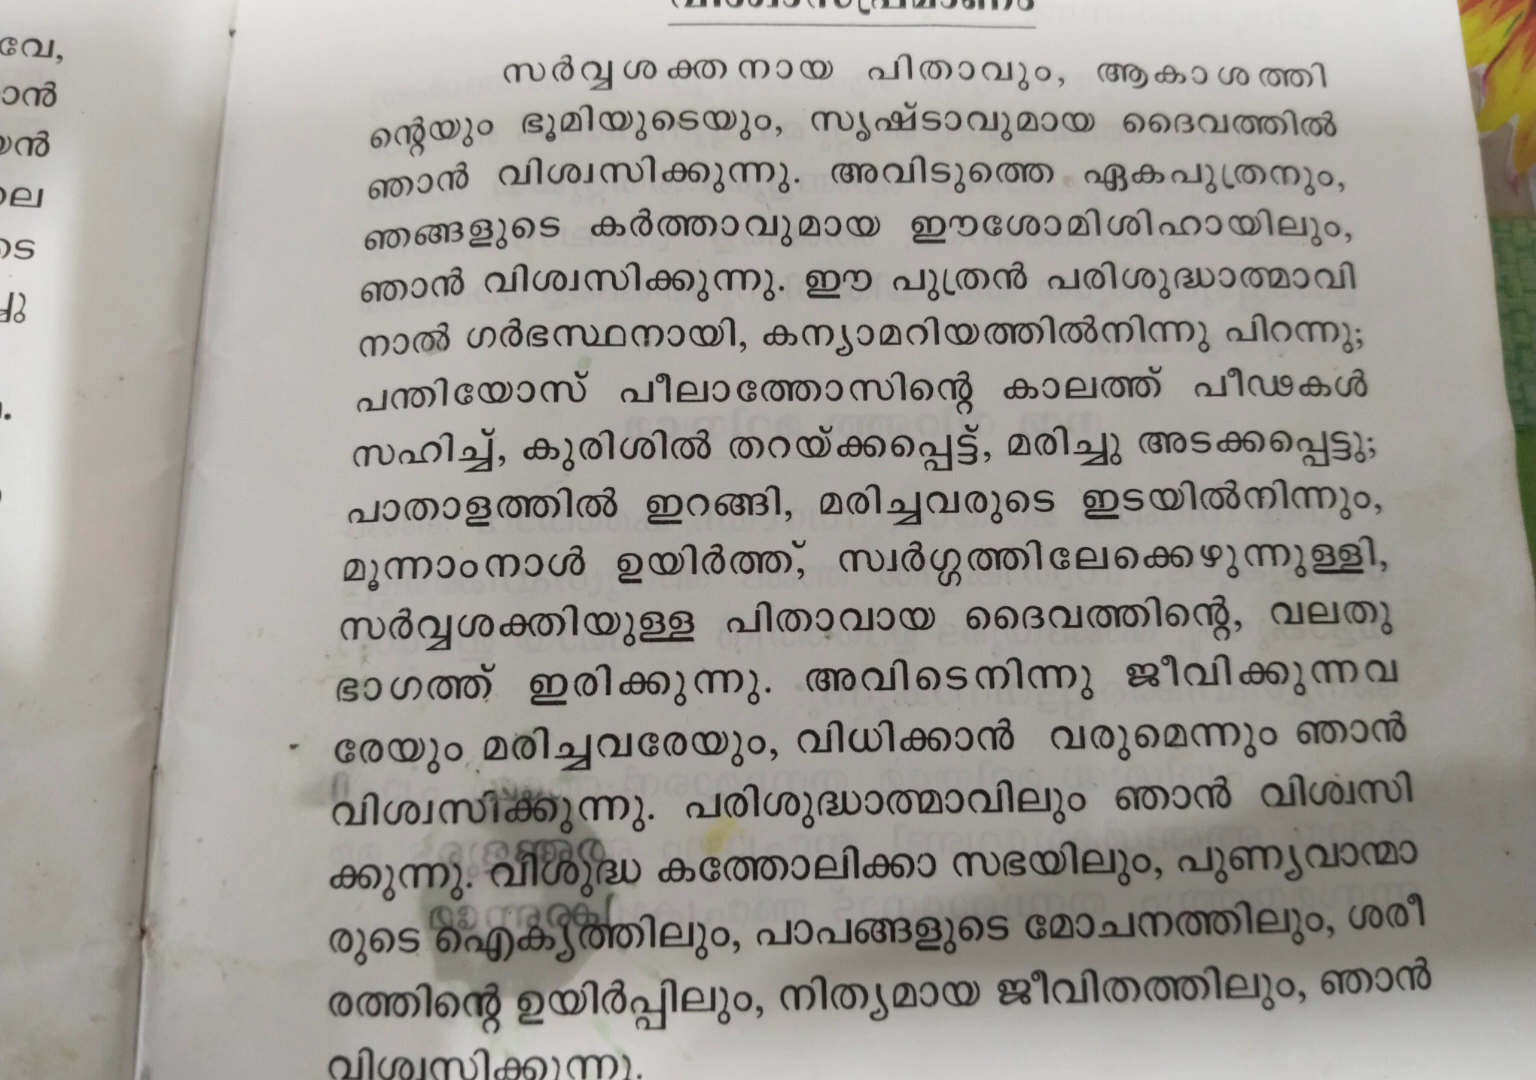 വിശ്വാസപ്രമാണം
സർവ്വശക്തനായ പിതാവും, ആകാശത്തി
ന്റെയും ഭൂമിയുടെയും, സൃഷ്ടാവുമായ ദൈവത്തിൽ
ഞാൻ വിശ്വസിക്കുന്നു. അവിടുത്തെ ഏകപുത്രനും,
ഞങ്ങളുടെ കർത്താവുമായ ഈശോമിശിഹായിലും,
ഞാൻ വിശ്വസിക്കുന്നു. ഈ പുത്രൻ പരിശുദ്ധാത്മാവി
നാൽ ഗർഭസ്ഥനായി, കന്യാമറിയത്തിൽനിന്നു പിറന്നു;
പന്തിയോസ് പീലാത്തോസിന്റെ കാലത്ത് പീഢകൾ
സഹിച്ച്, കുരിശിൽ തറയ്ക്കപ്പെട്ട്, മരിച്ചു അടക്കപ്പെട്ടു;
പാതാളത്തിൽ ഇറങ്ങി, മരിച്ചവരുടെ ഇടയിൽനിന്നും,
മൂന്നാംനാൾ ഉയിർത്ത്, സ്വർഗ്ഗത്തിലേക്കെഴുന്നുള്ളി,
സർവ്വശക്തിയുള്ള പിതാവായ ദൈവത്തിന്റെ, വലതു
ഭാഗത്ത് ഇരിക്കുന്നു. അവിടെനിന്നു ജീവിക്കുന്നവ
രേയും മരിച്ചവരേയും, വിധിക്കാൻ വരുമെന്നും ഞാൻ
വിശ്വസിക്കുന്നു. പരിശുദ്ധാത്മാവിലും ഞാൻ വിശ്വസി
ക്കുന്നു. വിശുദ്ധ കത്തോലിക്കാ സഭയിലും, പുണ്യവാന്മാ
രുടെ ഐക്യത്തിലും, പാപങ്ങളുടെ മോചനത്തിലും, ശരീ
രത്തിന്റെ ഉയിർപ്പിലും, നിത്യമായ ജീവിതത്തിലും, ഞാൻ
വിശ്വസിക്കുന്നു.